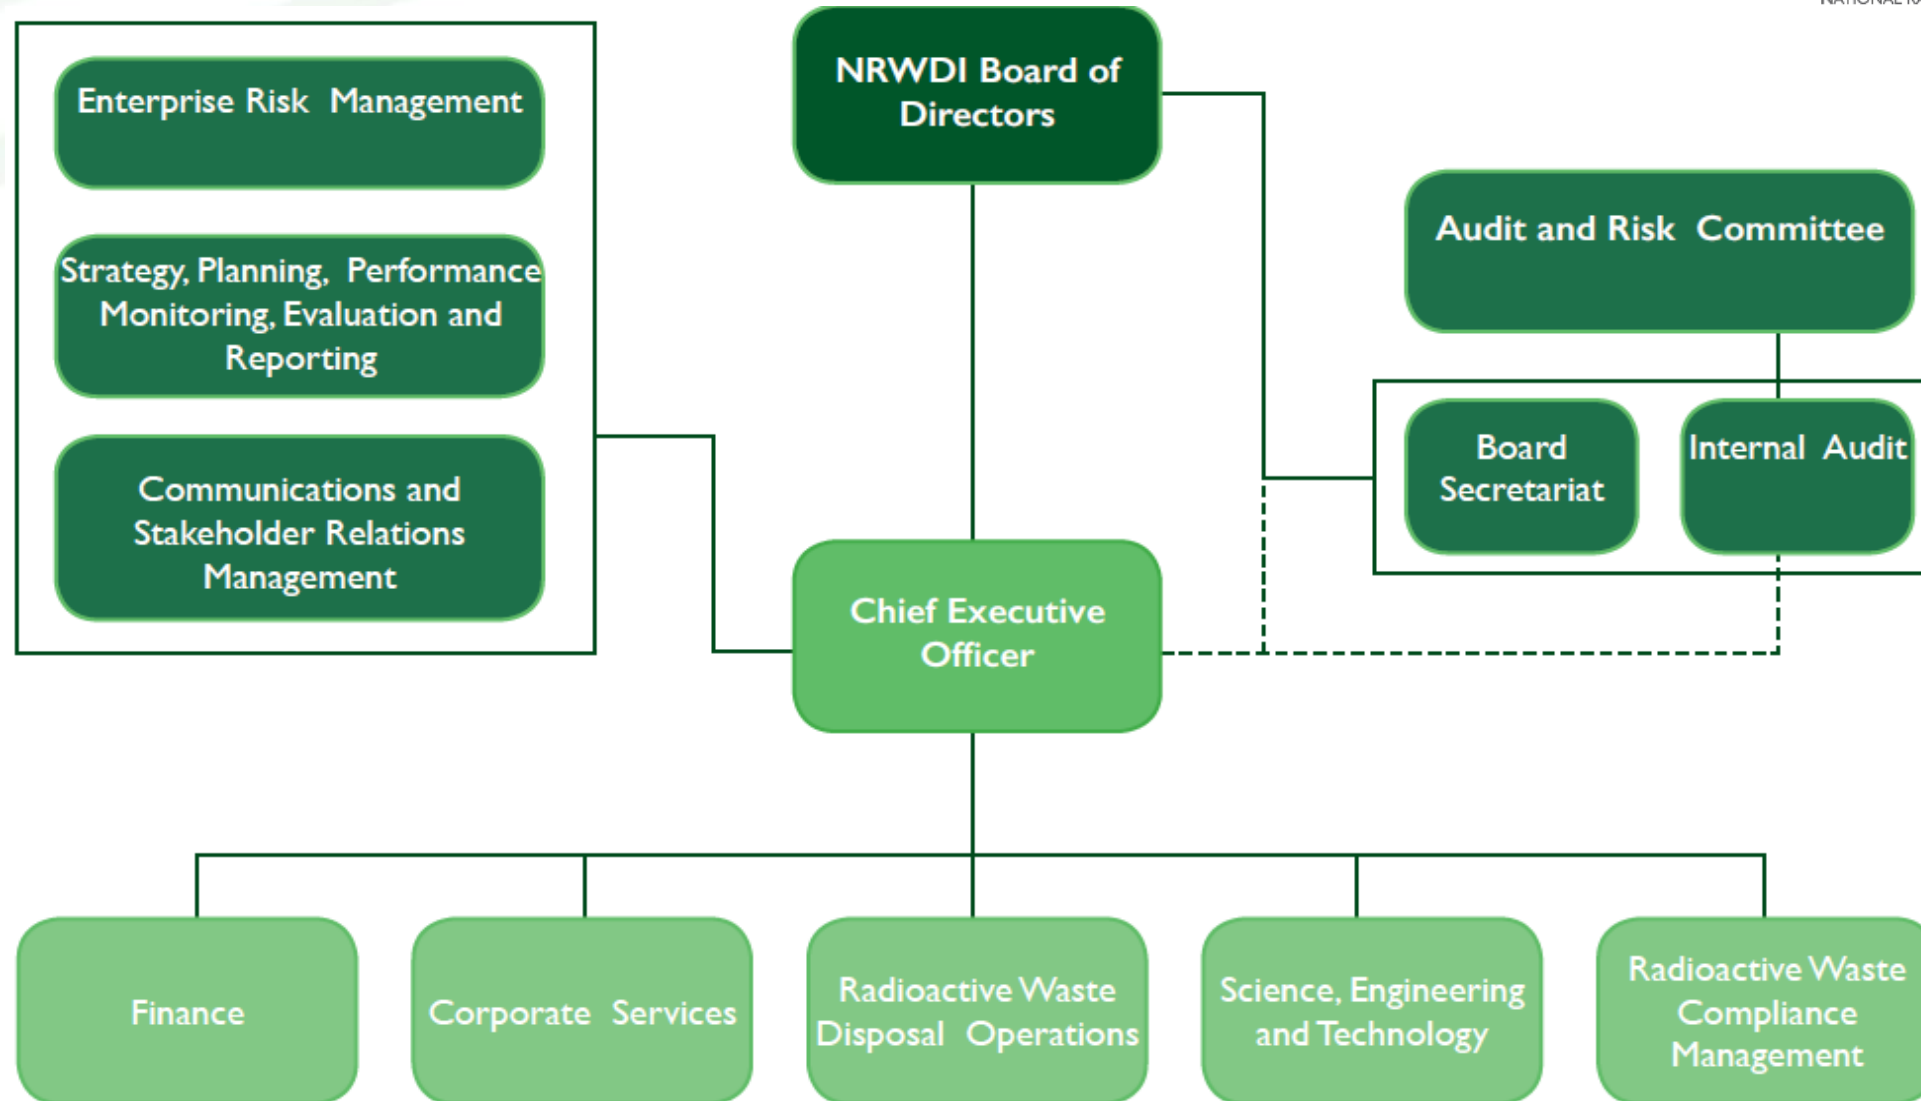 NRWDI Board of
Directors
Enterprise Risk Management
Strategy, Planning, Performance
Monitoring, Evaluation and
Reporting
Communications and
Stakeholder Relations
Management
Audit and Risk Committee
Board
Secretariat
Internal Audit
Chief Executive
Officer
Finance
Corporate Services
Radioactive Waste
Disposal Operations
Science, Engineering
and Technology
Radioactive Waste
Compliance
Management